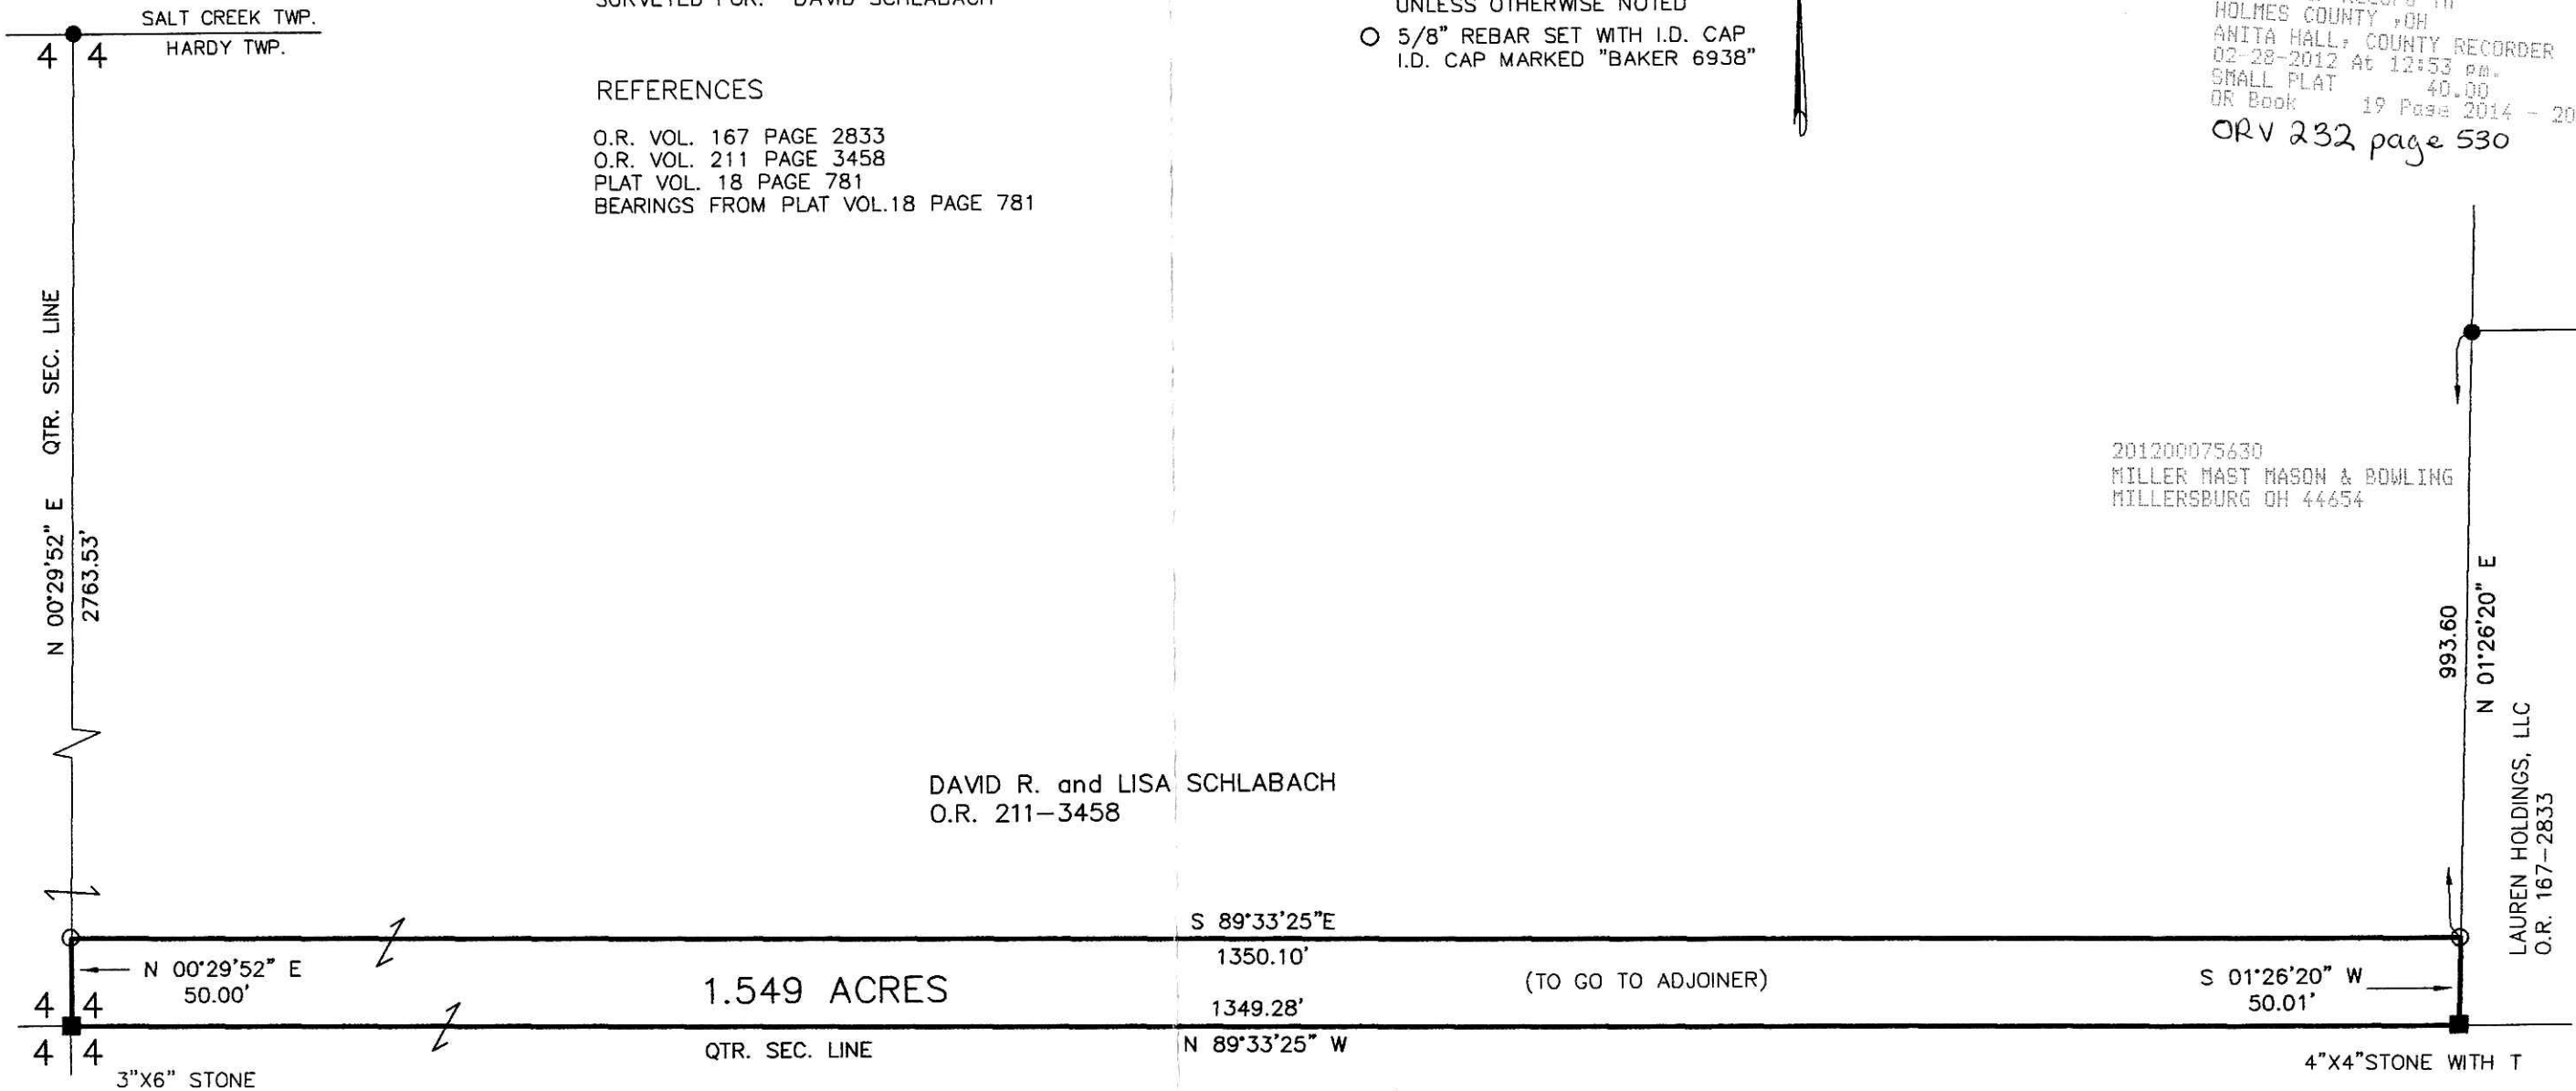 SALT CREEK TWP.
HARDY TWP.
4 4
SURVEYED FOR: DAVID SCHLABACH
REFERENCES
O.R. VOL. 167 PAGE 2833
O.R. VOL. 211 PAGE 3458
PLAT VOL. 18 PAGE 781
BEARINGS FROM PLAT VOL.18 PAGE 781
UNLESS OTHERWISE NOTED
5/8" REBAR SET WITH I.D. CAP
I.D. CAP MARKED "BAKER 6938"
HOLMES COUNTY ,OH
ANITA HALL, COUNTY RECORDER
02-28-2012 At 12:53 pm.
SMALL PLAT 40.00
OR Book 19 Page 2014 - 20
ORV 232 page 530
N 00°29'52" E QTR. SEC. LINE
2763.53'
201200075630
MILLER MAST MASON & BOWLING
MILLERSBURG OH 44654
993.60
N 01°26'20" E
LAUREN HOLDINGS, LLC
O.R. 167-2833
DAVID R. and LISA SCHLABACH
O.R. 211-3458
S 89°33'25"E
1350.10'
N 00°29'52" E
50.00'
1.549 ACRES
(TO GO TO ADJOINER)
S 01°26'20" W
50.01'
1349.28'
4 4
4 4
QTR. SEC. LINE
N 89°33'25" W
3"X6" STONE
4"X4"STONE WITH T